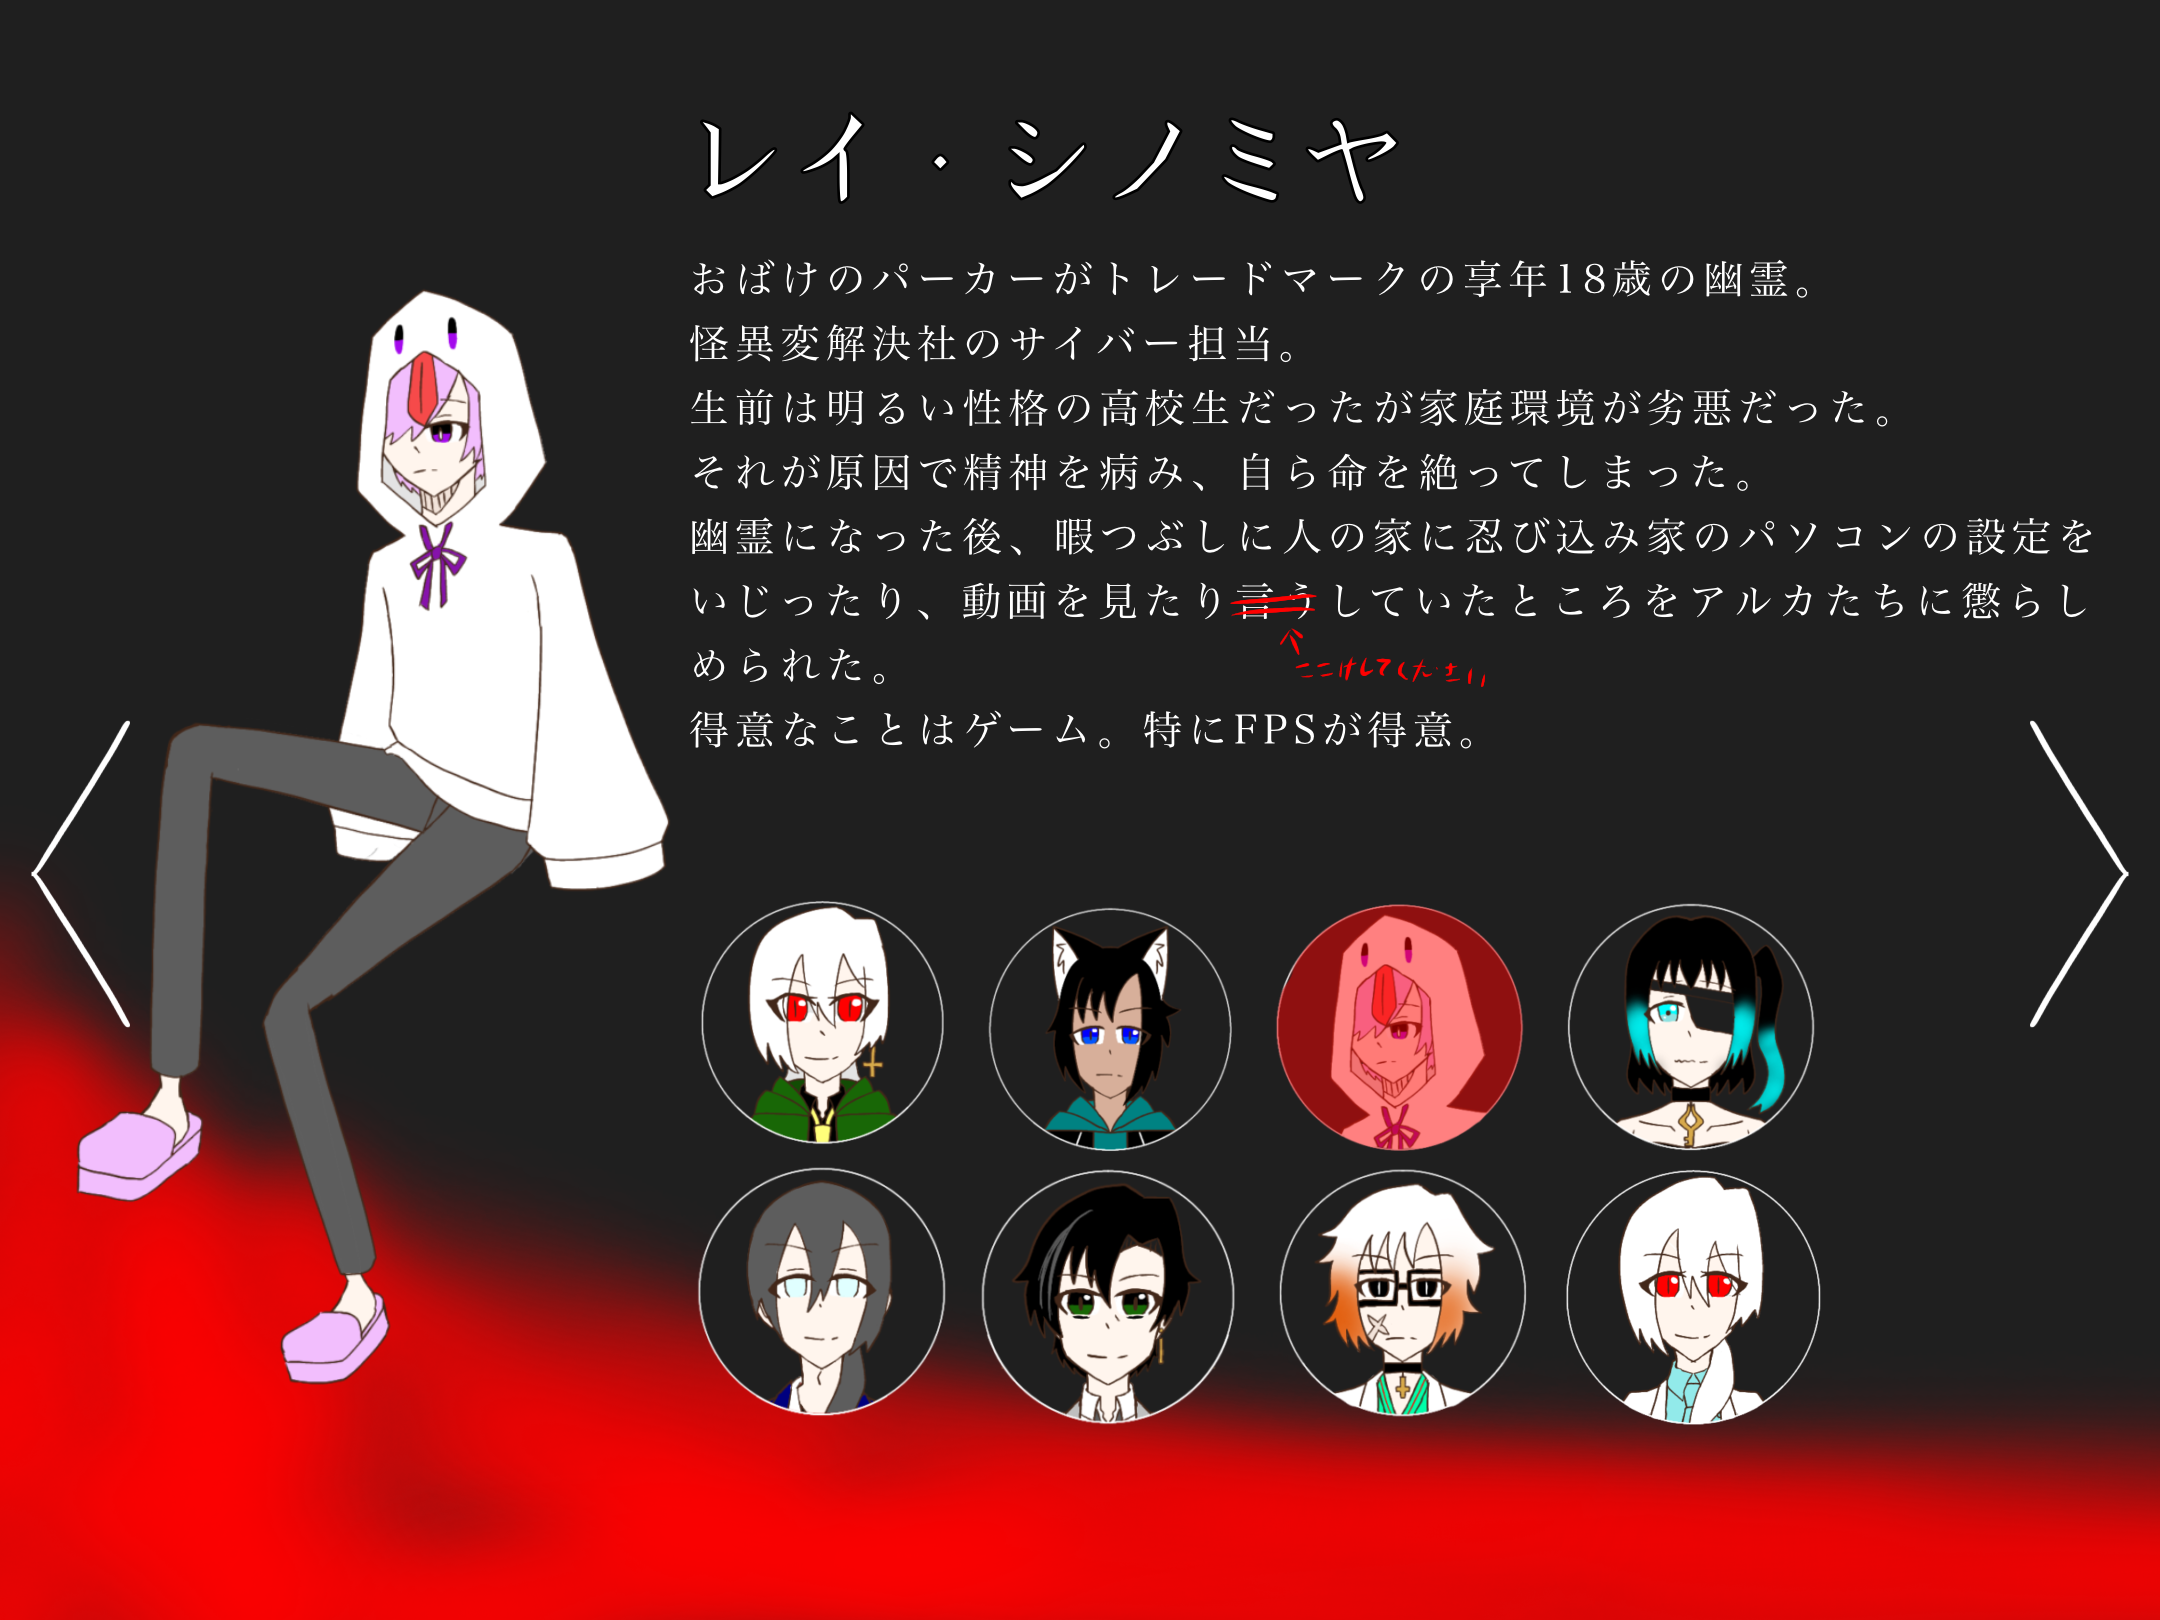 レイ・シノミヤ
おばけのパーカーがトレードマークの享年18歳の幽霊。
怪異変解決社のサイバー担当。
生前は明るい性格の高校生だったが家庭環境が劣悪だった。
それが原因で精神を病み、自ら命を絶ってしまった。
幽霊になった後、暇つぶしに人の家に忍び込み家のパソコンの設定を
いじったり、動画を見たり言うしていたところをアルカたちに懲らし
められた。
ここけしてください
得意なことはゲーム。特にFPSが得意。